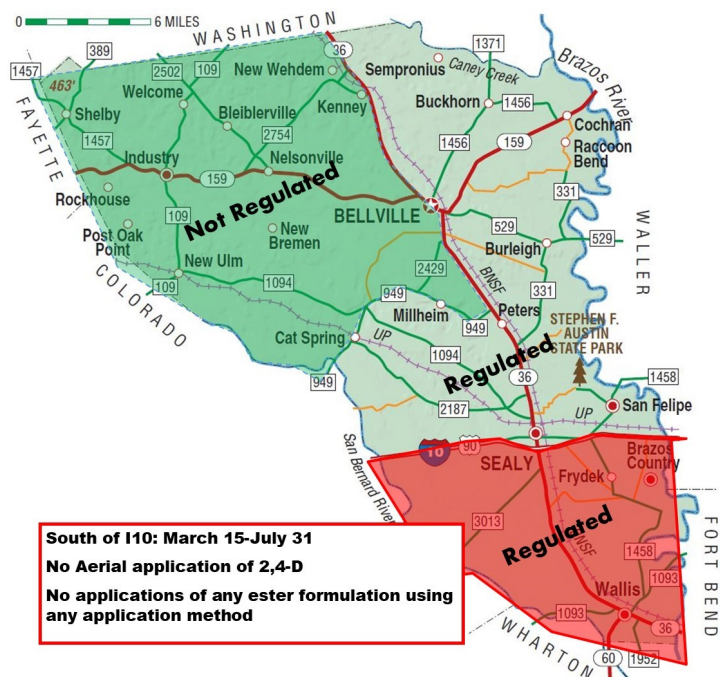 0 6 MILES
WASHINGTON
389
1457
2502
109
36
1371
463'
Welcome
New Wehdem
Sempronius
Caney Creek
Brazos River
FAYETTE
Shelby
Bleiblerville
Kenney
Buckhorn
1456
Cochran
1457
2754
1456
159
Raccoon
Bend
Industry
Nelsonville
159
331
Rockhouse
Not Regulated
BELLVILLE
109
WALLER
Post Oak
Point
New
Bremen
529
529
Burleigh
New Ulm
2429
BNSF
COLORADO
109
1094
949
331
Millheim
949
Peters
STEPHEN F.
AUSTIN
STATE PARK
Cat Spring
UP
1094
Regulated
36
949
1458
2187
UP
San Felipe
San Bernard River
10
90
SEALY
Brazos
Country
Frydek
3013
Regulated
BNSF
FORT BEND
1458
1093
Wallis
1093
36
WHARTON
60
1952
South of I10: March 15-July 31
No Aerial application of 2,4-D
No applications of any ester formulation using
any application method